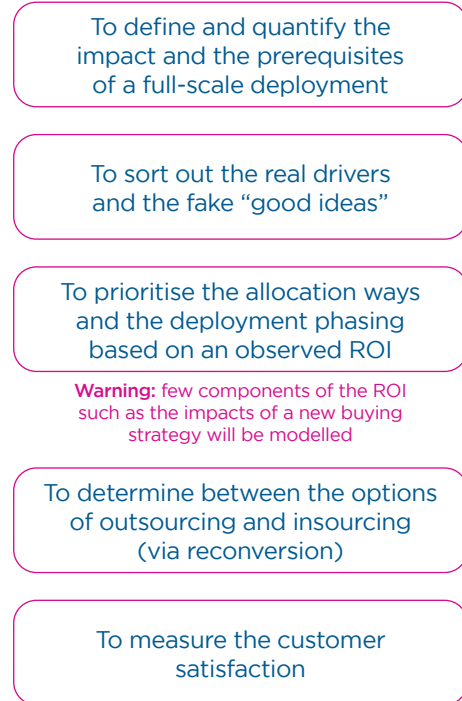 To define and quantify the
impact and the prerequisites
of a full-scale deployment
To sort out the real drivers
and the fake “good ideas”
To prioritise the allocation ways
and the deployment phasing
based on an observed ROI
Warning: few components of the ROI
such as the impacts of a new buying
strategy will be modelled
To determine between the options
of outsourcing and insourcing
(via reconversion)
To measure the customer
satisfaction